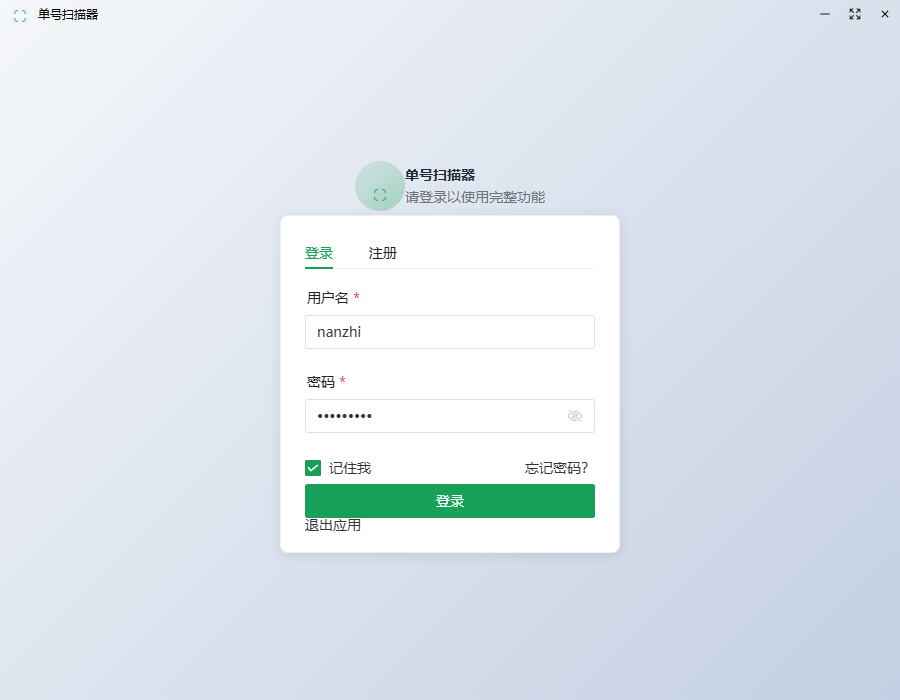 单号扫描器
单号扫描器
请登录以使用完整功能
登录 注册
用户名 *
nanzhi
密码 *
•••••••••
记住我 忘记密码?
登录
退出应用